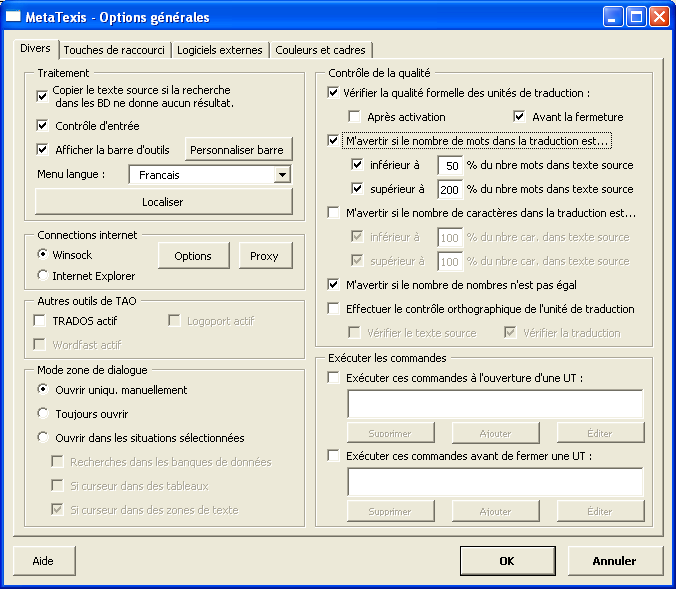 MetaTexis - Options générales
Divers
Touches de raccourci
Logiciels externes
Couleurs et cadres
Traitement
Copier le texte source si la recherche
dans les BD ne donne aucun résultat.
Contrôle d'entrée
Afficher la barre d'outils
Personnaliser barre
Menu langue :
Francais
Localiser
Connections internet
Winsock
Internet Explorer
Options
Proxy
Autres outils de TAO
TRADOS actif
Logoport actif
Wordfast actif
Mode zone de dialogue
Ouvrir uniqu. manuellement
Toujours ouvrir
Ouvrir dans les situations sélectionnées
Recherches dans les banques de données
Si curseur dans des tableaux
Si curseur dans des zones de texte
Contrôle de la qualité
Vérifier la qualité formelle des unités de traduction :
Après activation
Avant la fermeture
M'avertir si le nombre de mots dans la traduction est...
inférieur à 50 % du nbre mots dans texte source
supérieur à 200 % du nbre mots dans texte source
M'avertir si le nombre de caractères dans la traduction est...
inférieur à 100 % du nbre car. dans texte source
supérieur à 100 % du nbre car. dans texte source
M'avertir si le nombre de nombres n'est pas égal
Effectuer le contrôle orthographique de l'unité de traduction
Vérifier le texte source
Vérifier la traduction
Exécuter les commandes
Exécuter ces commandes à l'ouverture d'une UT :
Supprimer
Ajouter
Éditer
Exécuter ces commandes avant de fermer une UT :
Supprimer
Ajouter
Éditer
Aide
OK
Annuler